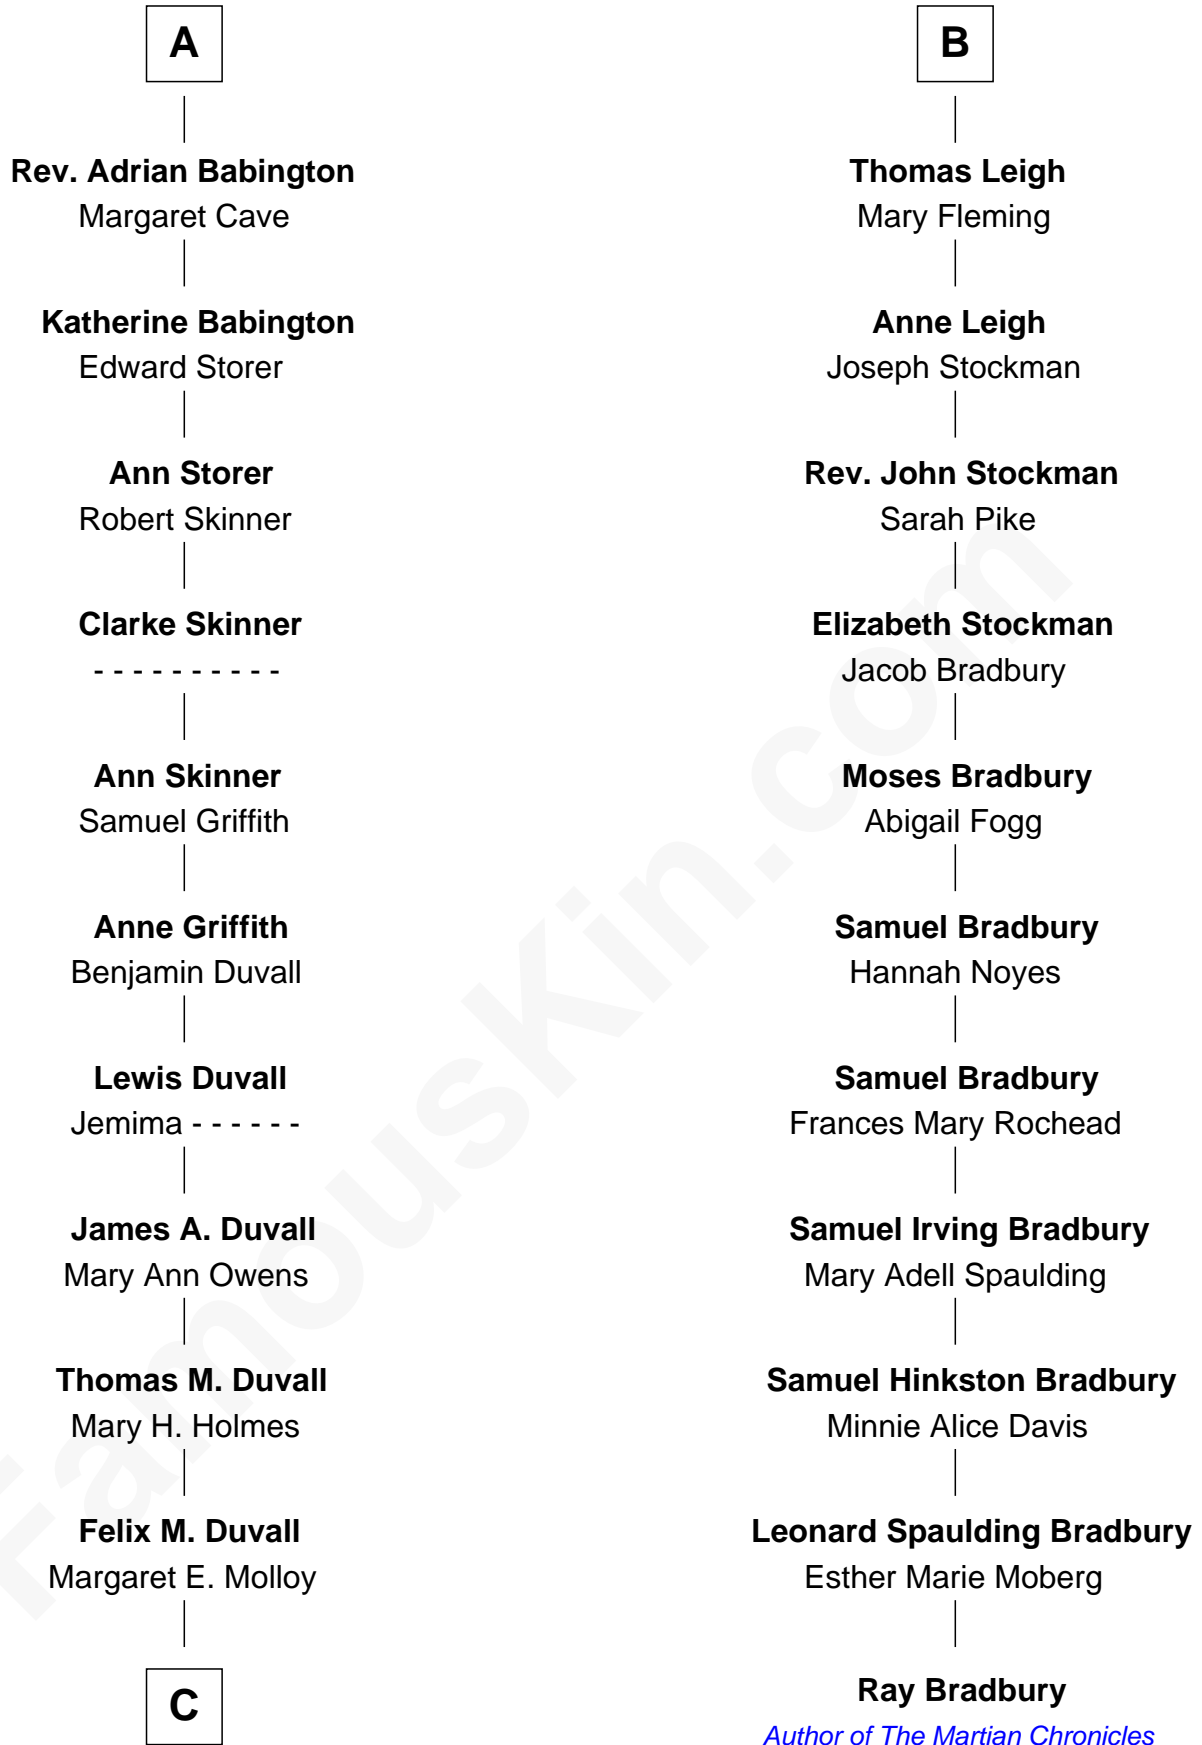 A
Rev. Adrian Babington
Margaret Cave
Katherine Babington
Edward Storer
Ann Storer
Robert Skinner
Clarke Skinner
- - - - - - - - - -
Ann Skinner
Samuel Griffith
Anne Griffith
Benjamin Duvall
Lewis Duvall
Jemima - - - - - -
James A. Duvall
Mary Ann Owens
Thomas M. Duvall
Mary H. Holmes
Felix M. Duvall
Margaret E. Molloy
C
B
Thomas Leigh
Mary Fleming
Anne Leigh
Joseph Stockman
Rev. John Stockman
Sarah Pike
Elizabeth Stockman
Jacob Bradbury
Moses Bradbury
Abigail Fogg
Samuel Bradbury
Hannah Noyes
Samuel Bradbury
Frances Mary Rochead
Samuel Irving Bradbury
Mary Adell Spaulding
Samuel Hinkston Bradbury
Minnie Alice Davis
Leonard Spaulding Bradbury
Esther Marie Moberg
Ray Bradbury
Author of The Martian Chronicles
FamousKin.com